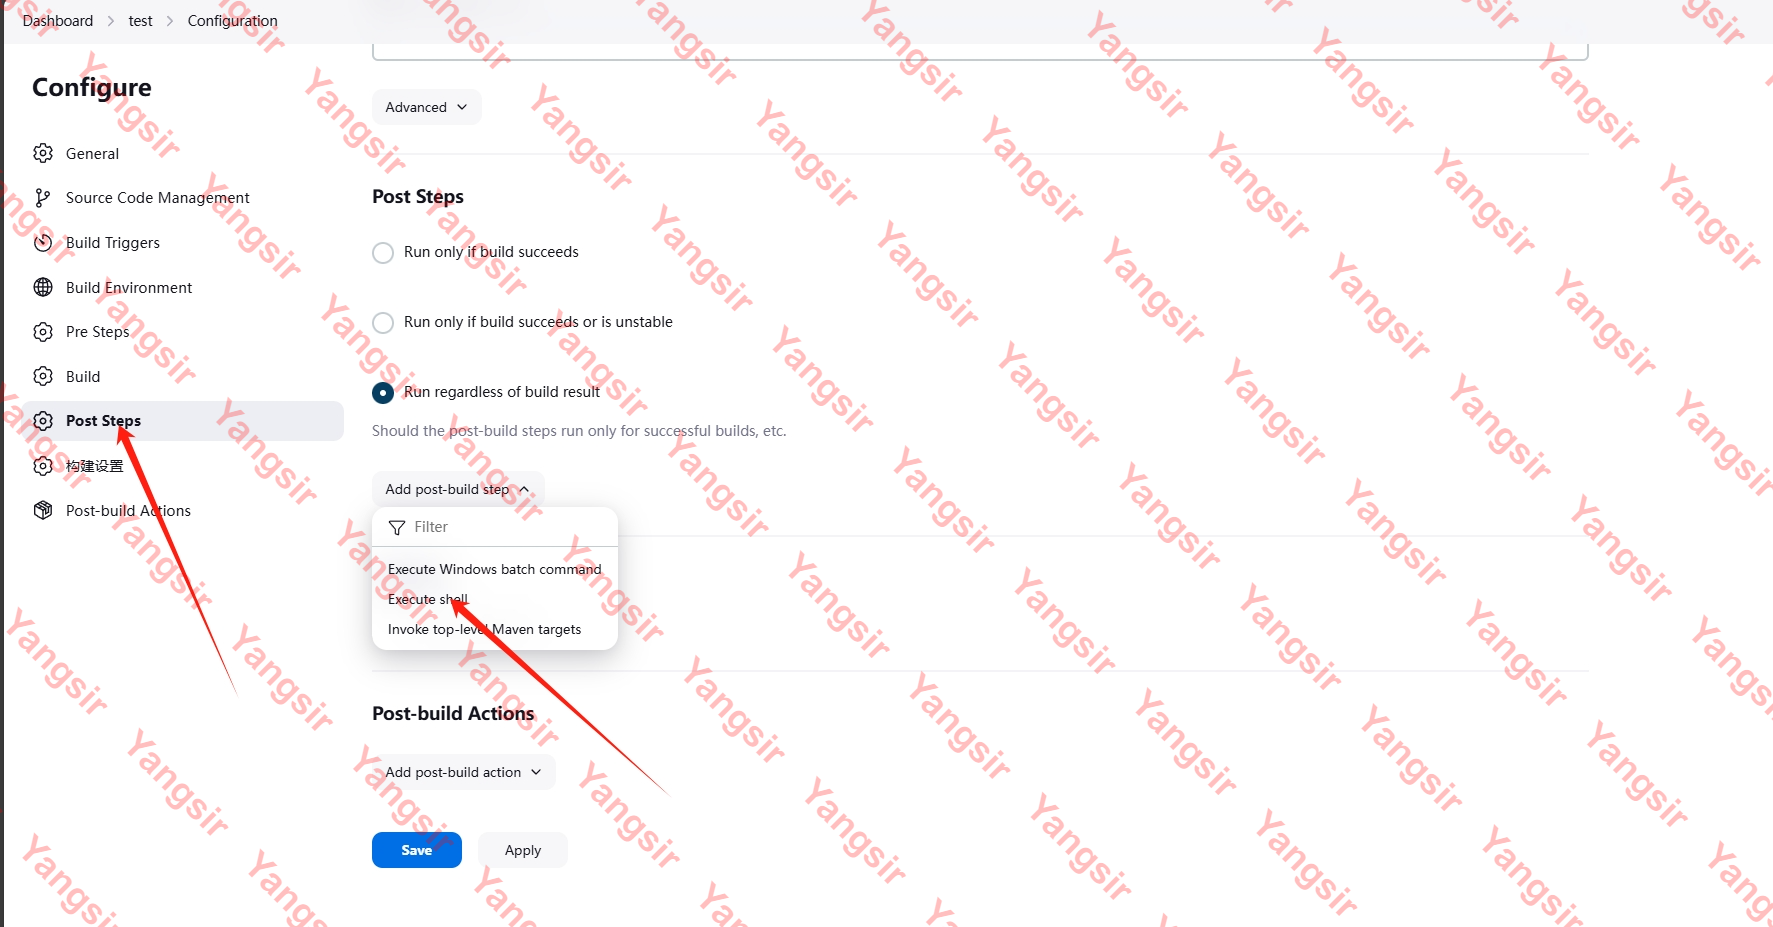 Dashboard > test > Configuration
Configure
General
Source Code Management
Build Triggers
Build Environment
Pre Steps
Build
Post Steps
构建设置
Post-build Actions
Advanced
Post Steps
Run only if build succeeds
Run only if build succeeds or is unstable
Run regardless of build result
Should the post-build steps run only for successful builds, etc.
Add post-build step
Filter
Execute Windows batch command
Execute shell
Invoke top-level Maven targets
Post-build Actions
Add post-build action
Save
Apply
Yangsir